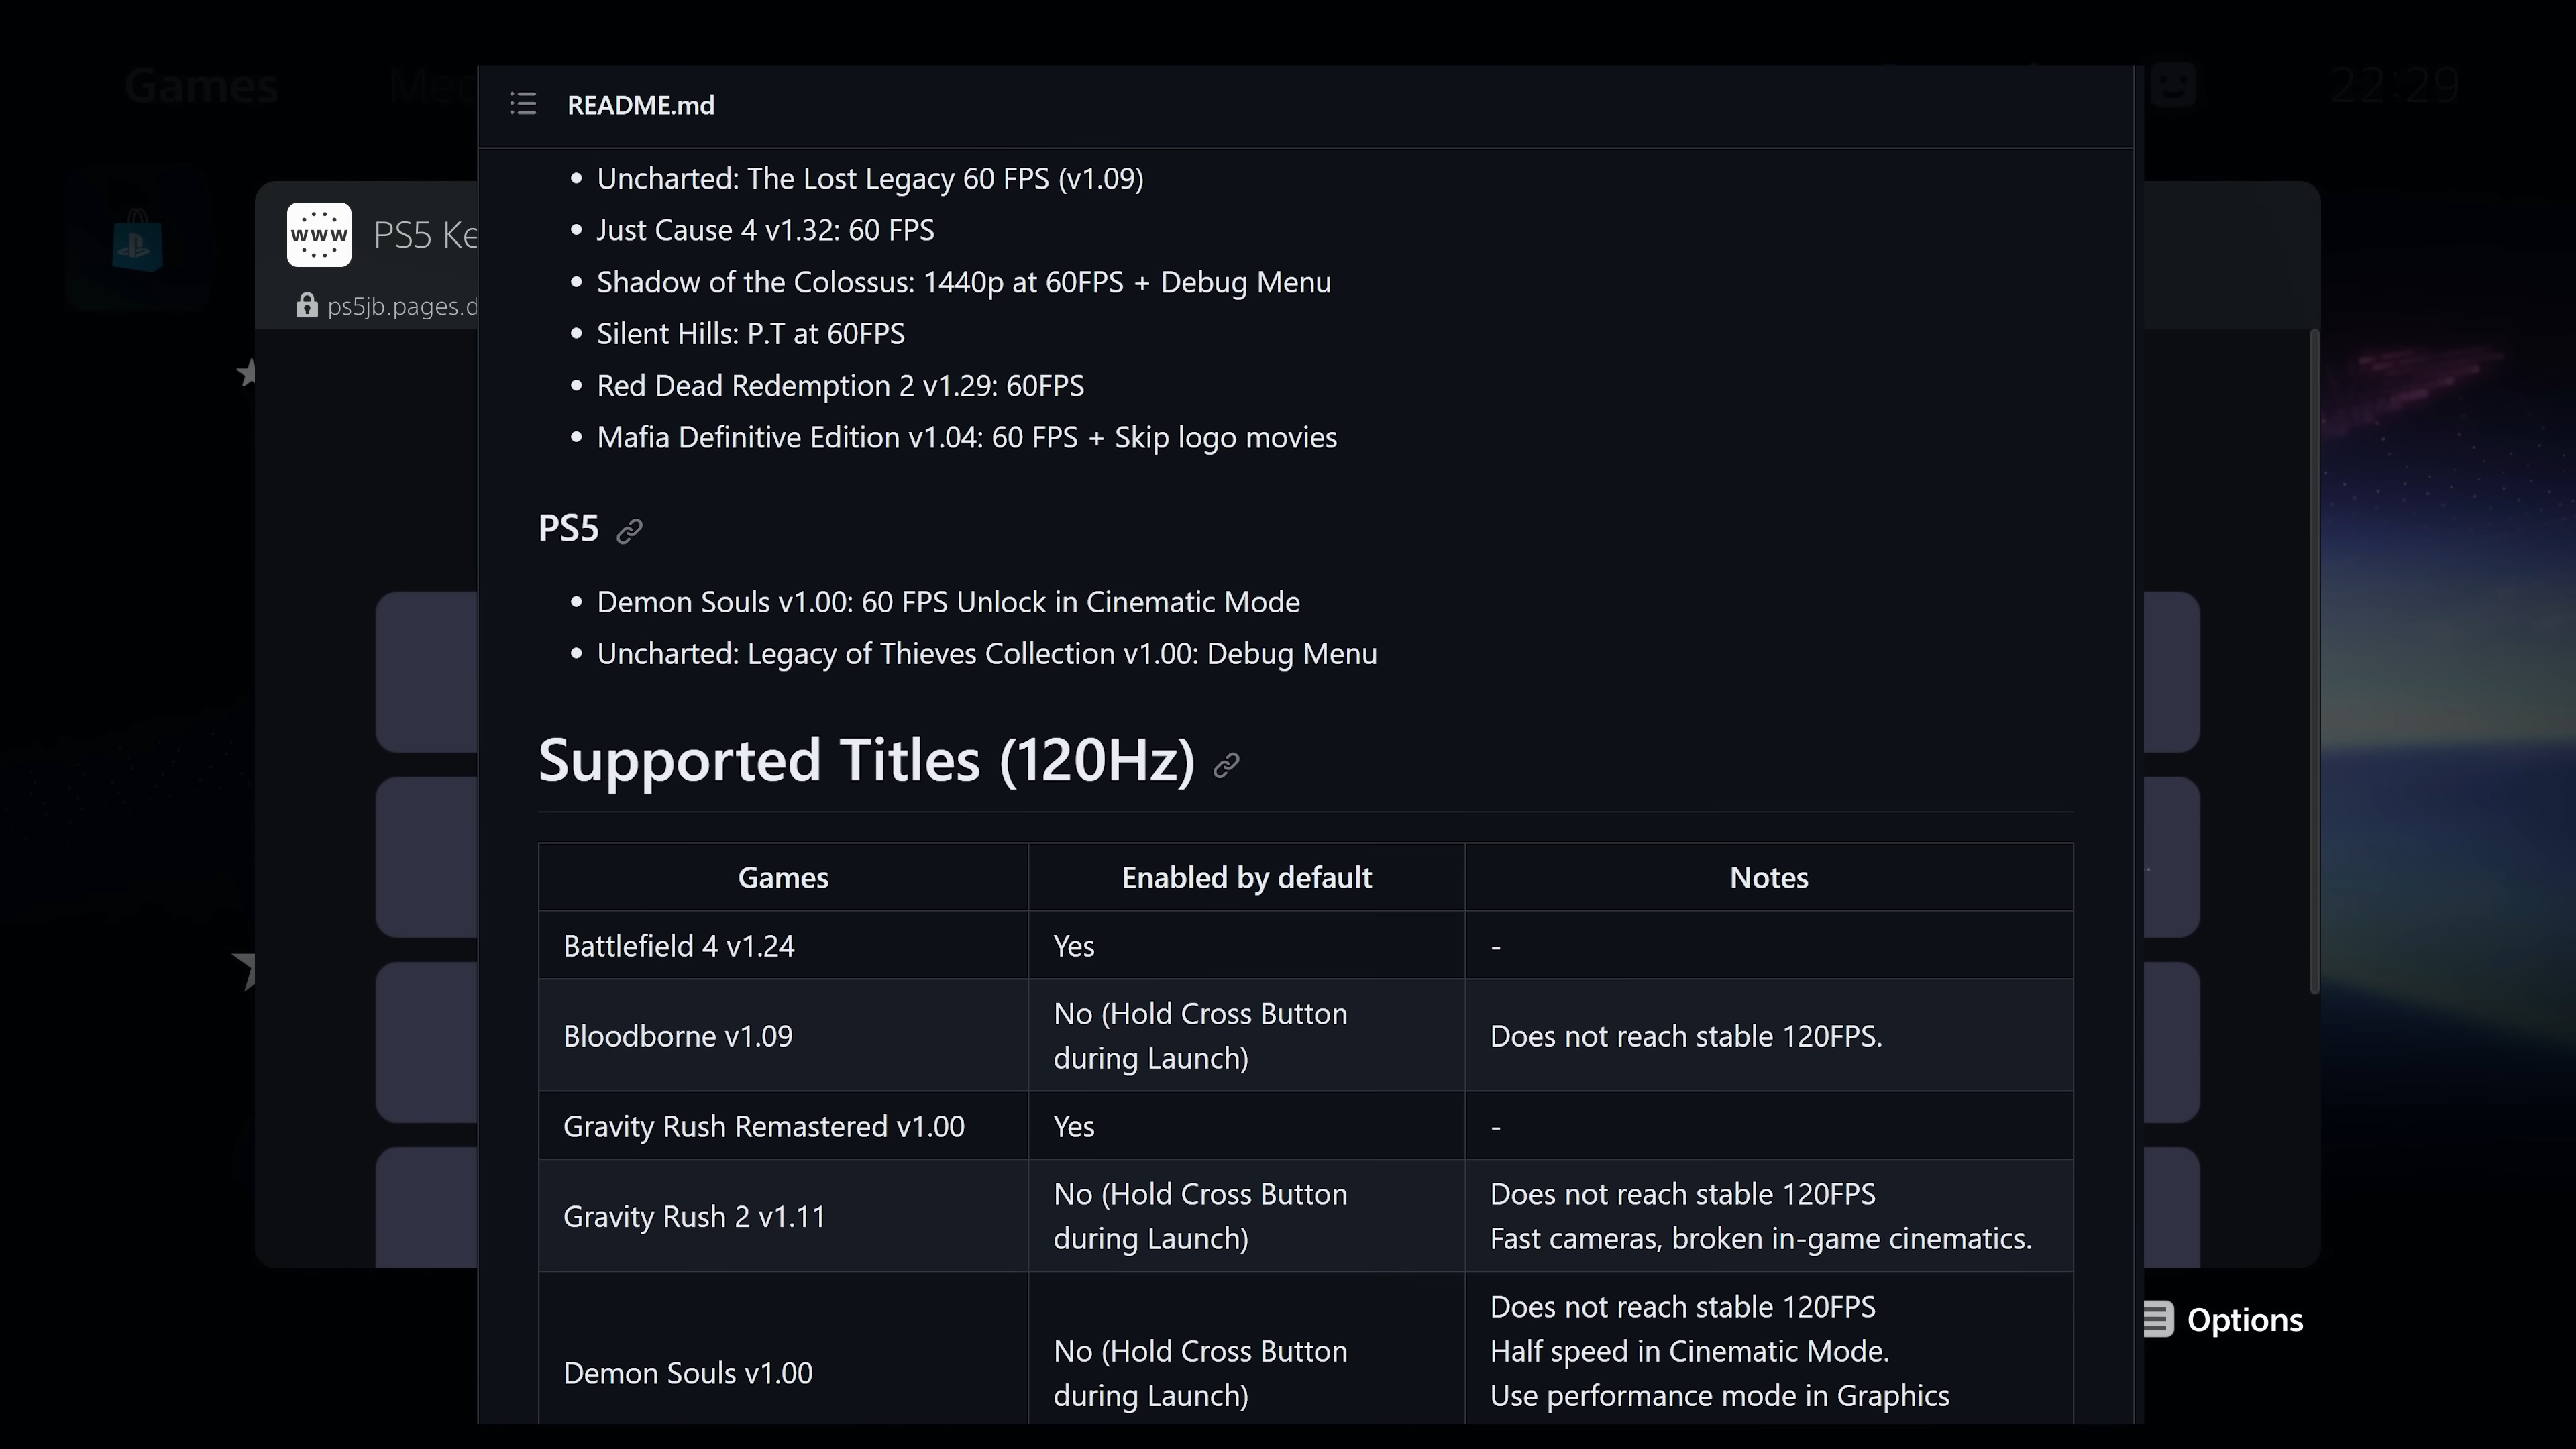 Games
Med
22:29
README.md
Uncharted: The Lost Legacy 60 FPS (v1.09)
www
PS5 Ke
Just Cause 4 v1.32: 60 FPS
Shadow of the Colossus: 1440p at 60FPS + Debug Menu
ps5jb.pages.d
Silent Hills: P.T at 60FPS
Red Dead Redemption 2 v1.29: 60FPS
Mafia Definitive Edition v1.04: 60 FPS + Skip logo movies
PS5
Demon Souls v1.00: 60 FPS Unlock in Cinematic Mode
Uncharted: Legacy of Thieves Collection v1.00: Debug Menu
Supported Titles (120Hz)
Games Enabled by default Notes
Battlefield 4 v1.24 Yes -
Bloodborne v1.09 No (Hold Cross Button
during Launch) Does not reach stable 120FPS.
Gravity Rush Remastered v1.00 Yes -
Gravity Rush 2 v1.11 No (Hold Cross Button
during Launch) Does not reach stable 120FPS
Fast cameras, broken in-game cinematics.
Demon Souls v1.00 No (Hold Cross Button
during Launch) Does not reach stable 120FPS
Half speed in Cinematic Mode.
Use performance mode in Graphics
Options